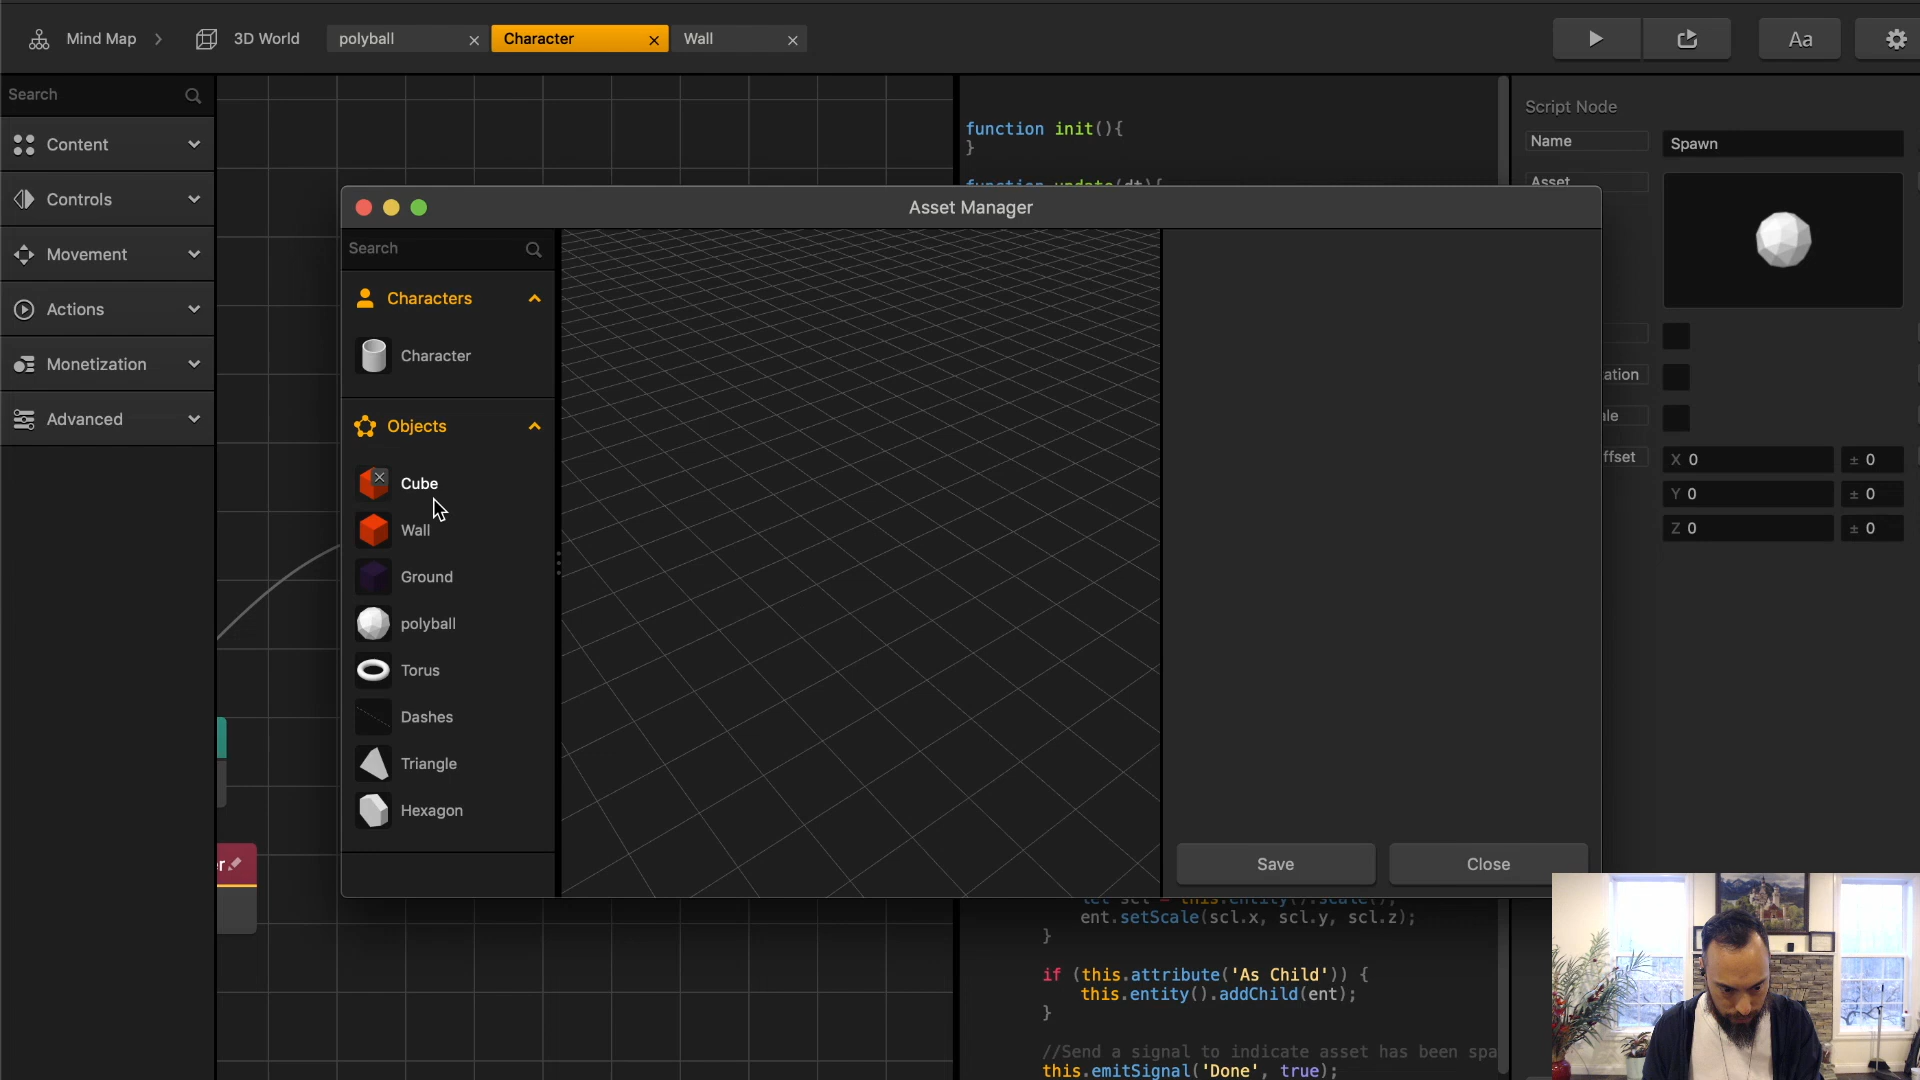 Mind Map
3D World
polyball
Character
Wall
Aa
Search
Content
Controls
Movement
Actions
Monetization
Advanced
function init(){
}
Script Node
Name
Spawn
Asset
Asset Manager
Search
Characters
Character
Objects
Cube
Wall
Ground
polyball
Torus
Dashes
Triangle
Hexagon
Save
Close
ation
ale
ffset
X 0
± 0
Y 0
± 0
Z 0
± 0
r
ent.setScale(scl.x, scl.y, scl.z);
}
if (this.attribute('As Child')) {
this.entity().addChild(ent);
}
//Send a signal to indicate asset has been spa
this.emitSignal('Done', true);